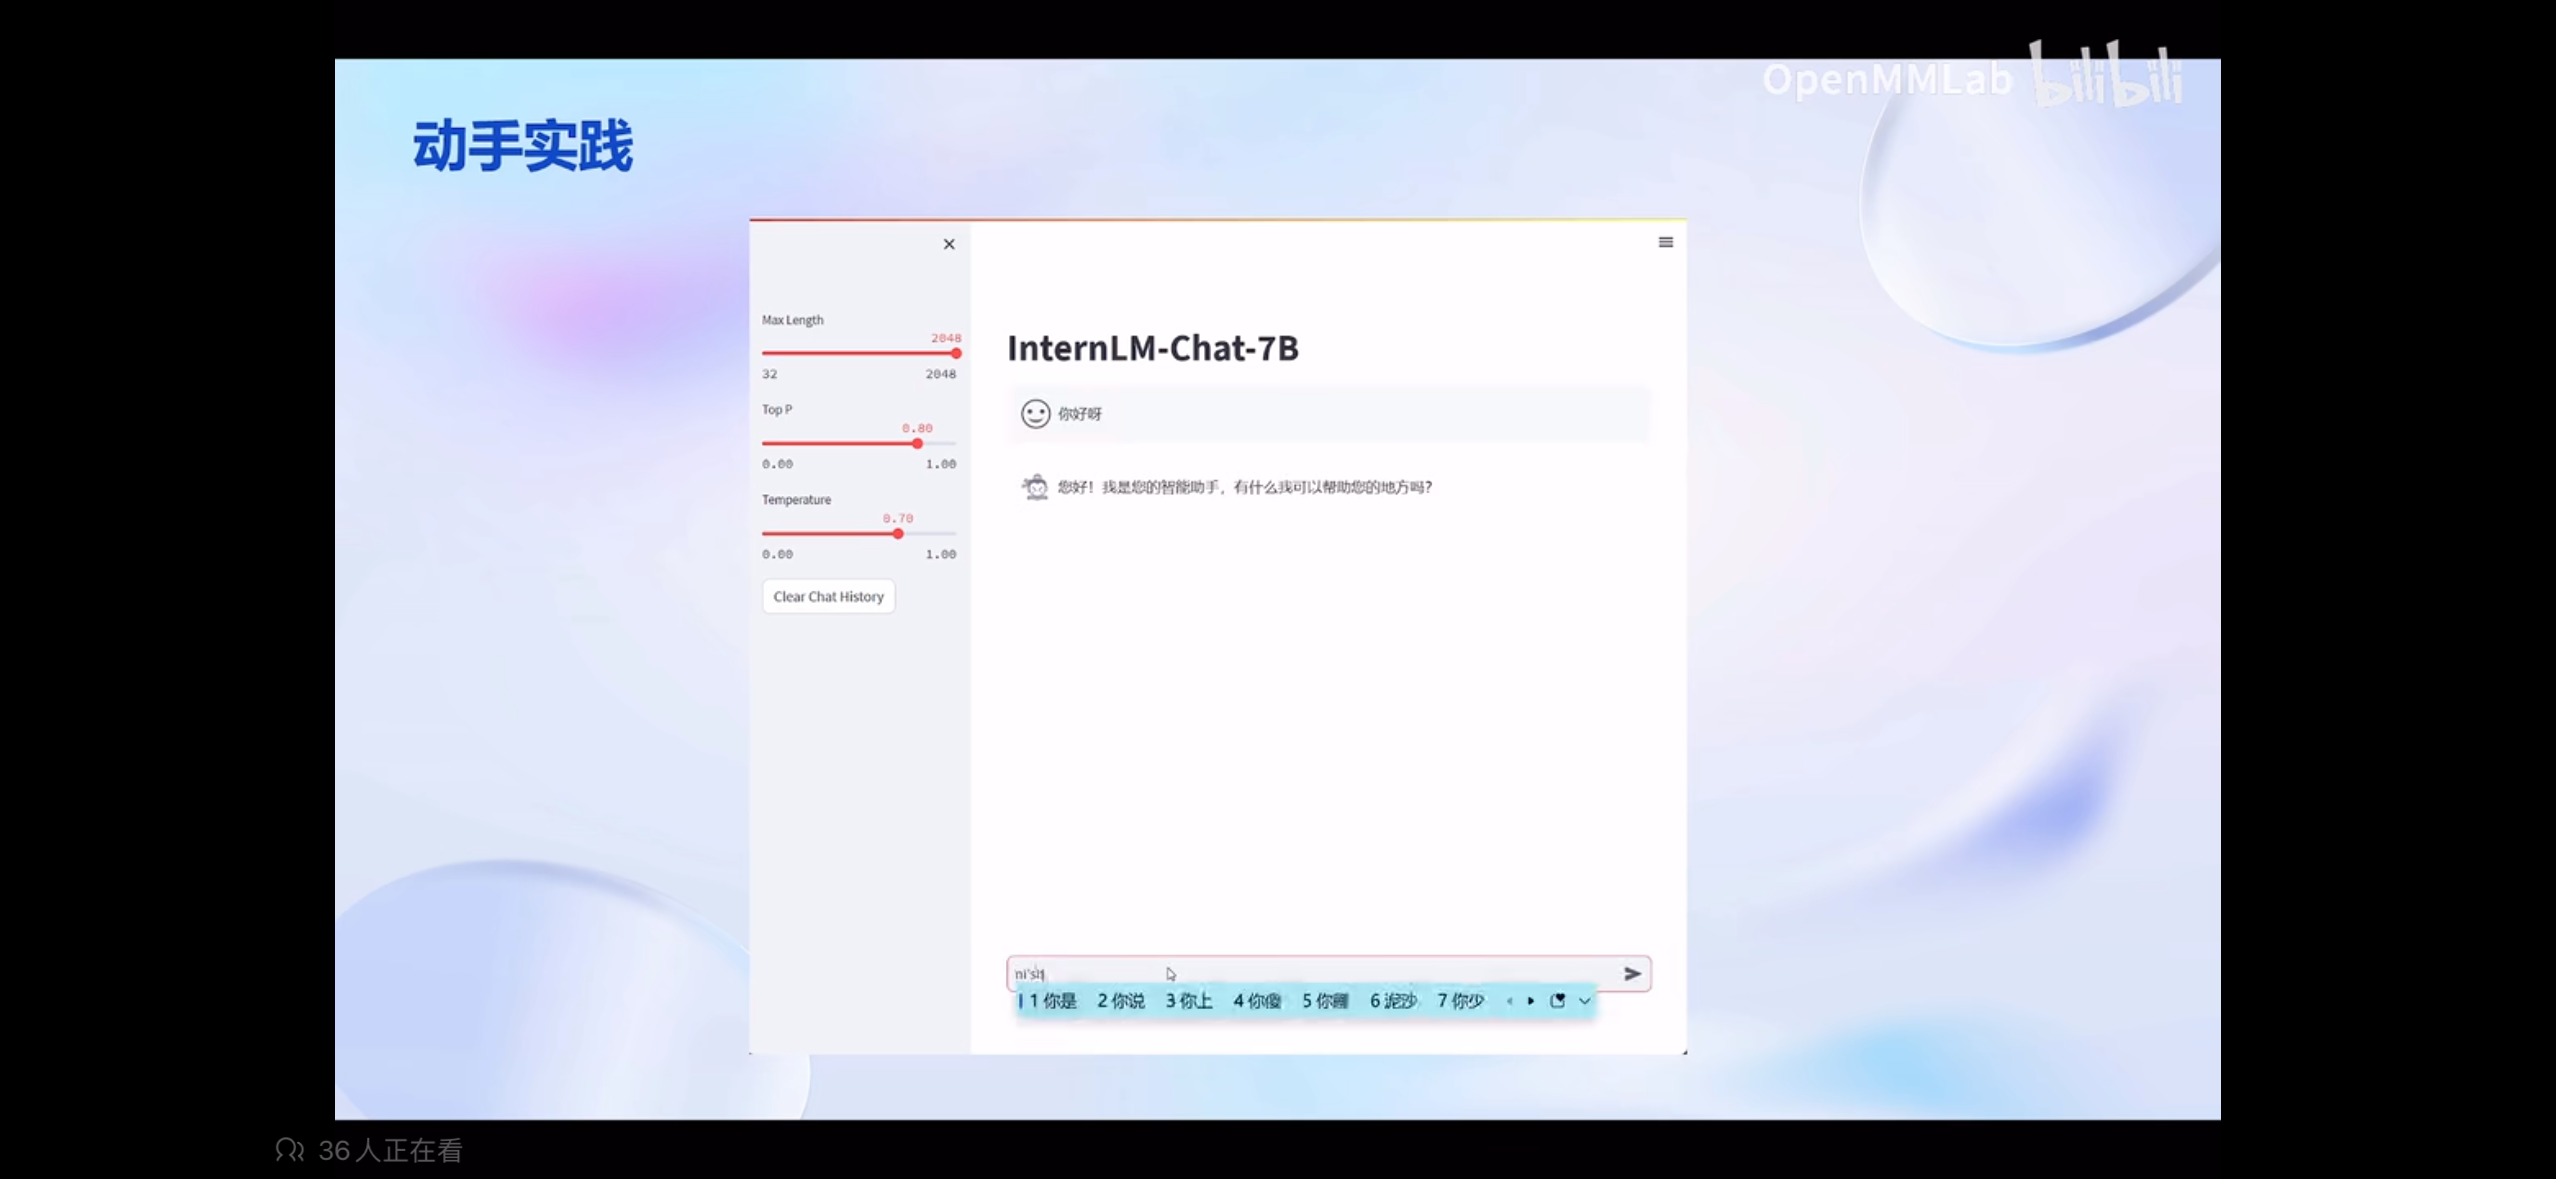 OpenMMLab bilibili
动手实践
Max Length
2048
32 2048
Top P
0.80
0.00 1.00
Temperature
0.70
0.00 1.00
Clear Chat History
InternLM-Chat-7B
你好呀
您好！我是您的智能助手，有什么我可以帮助您的地方吗？
1 你是 2 你说 3 你上 4 你傻 5 你 6 泥沙 7 你少
36人正在看